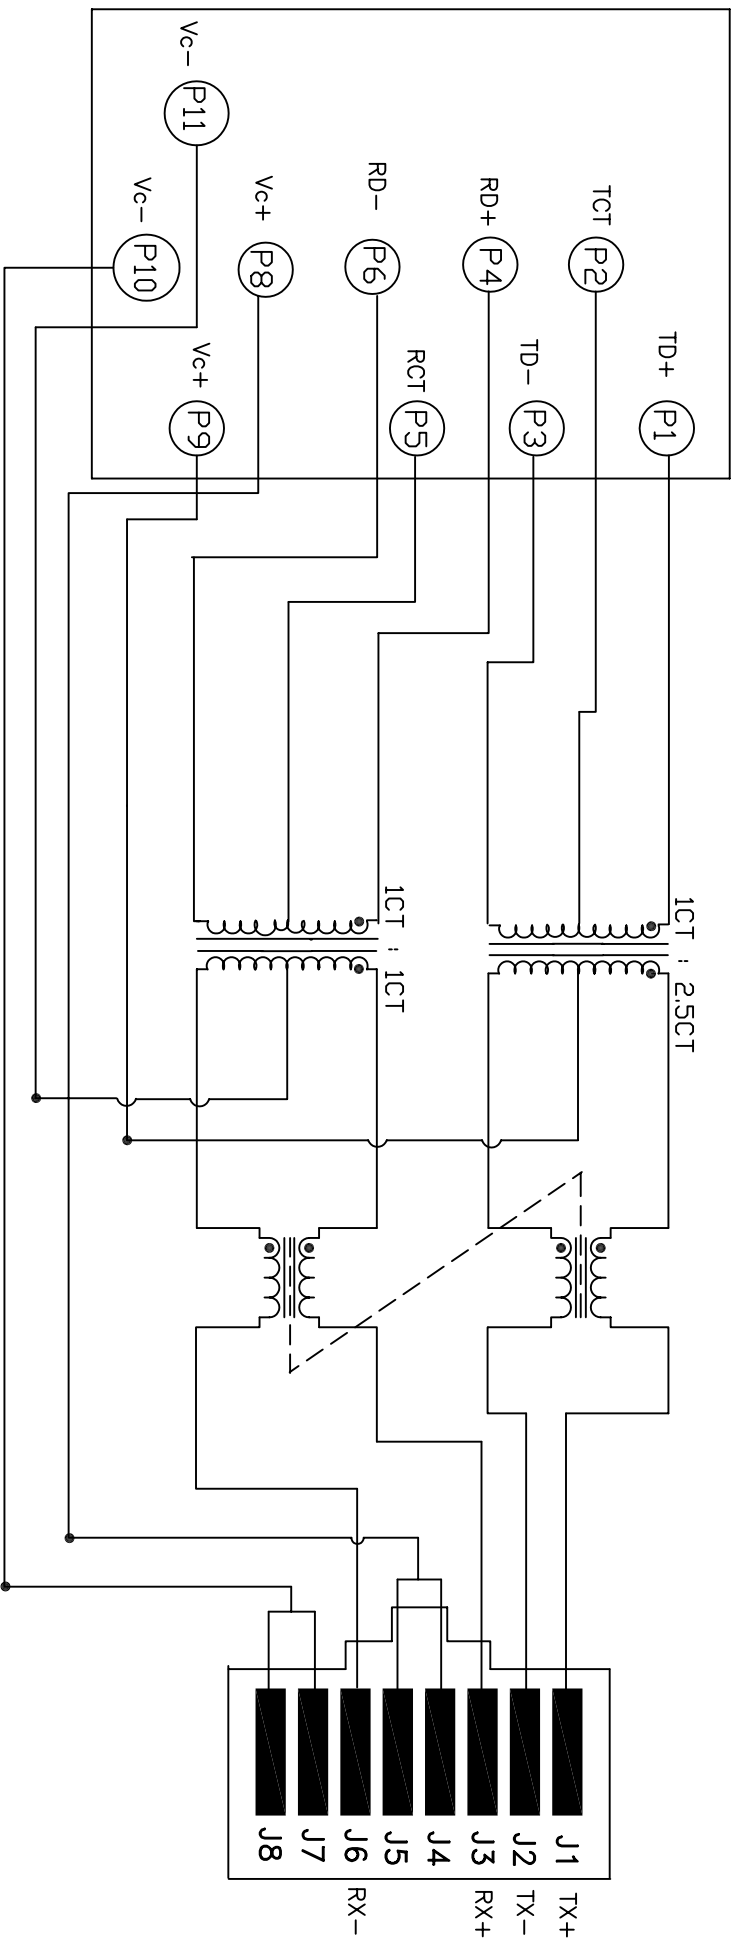 TD+
P1
TCT
P2
TD-
P3
RD+
P4
RCT
P5
RD-
P6
Vc+
P8
Vc+
P9
Vc-
P10
Vc-
P11
1CT : 2.5CT
1CT : 1CT
J1 TX+
J2 TX-
J3 RX+
J4
J5
J6 RX-
J7
J8